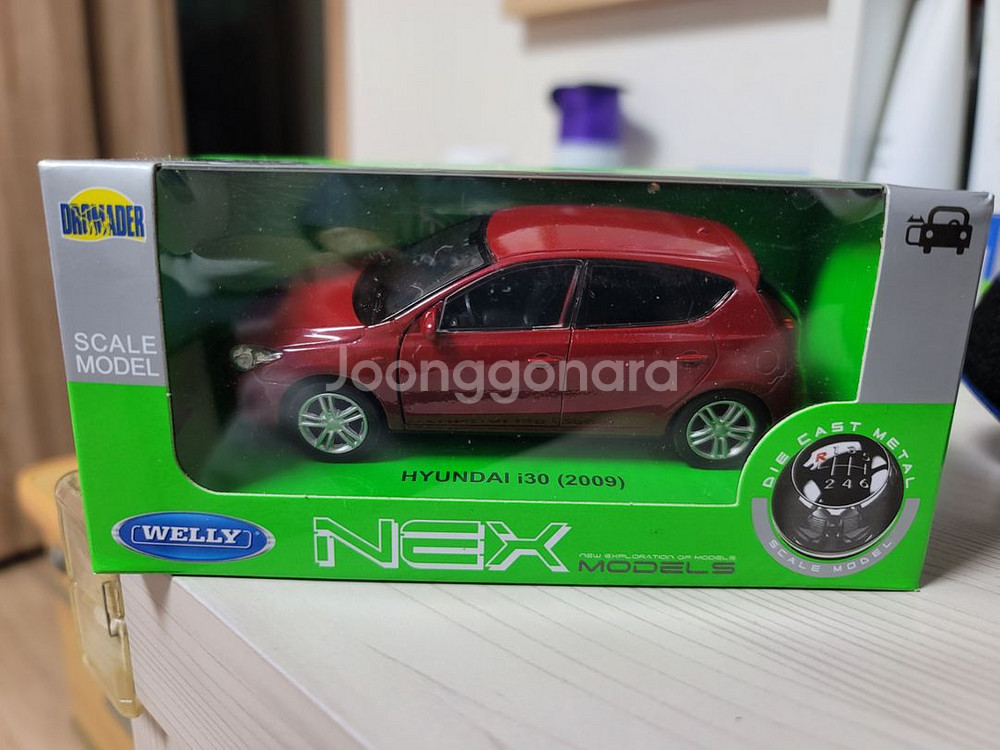 DROMADER
SCALE
MODEL
Joonggonara
HYUNDAI i30 (2009)
WELLY
NEX
NEW EXPLORATION OF MODELS
MODELS
DIE CAST METAL
R 1 3 5
2 4 6
SCALE MODEL